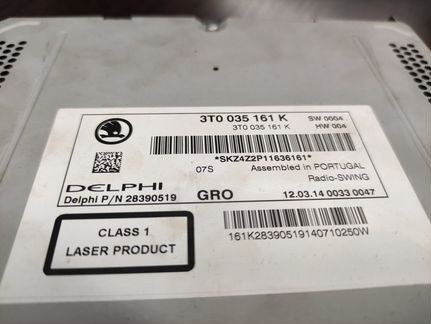 3T0 035 161 K SW 0004
3T0 035 161 K HW 004
*SKZ4Z2P11636161*
07S Assembled in PORTUGAL
Radio-SWING
DELPHI
Delphi P/N 28390519 GRO 12.03.14 0033 0047
CLASS 1
LASER PRODUCT
161K28390519140710250W